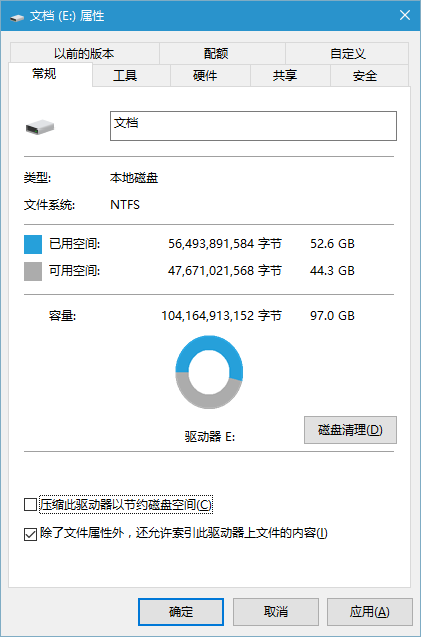 文档 (E:) 属性
以前的版本 配额 自定义
常规 工具 硬件 共享 安全
文档
类型: 本地磁盘
文件系统: NTFS
已用空间: 56,493,891,584 字节 52.6 GB
可用空间: 47,671,021,568 字节 44.3 GB
容量: 104,164,913,152 字节 97.0 GB
驱动器 E:
磁盘清理(D)
压缩此驱动器以节约磁盘空间(C)
除了文件属性外，还允许索引此驱动器上文件的内容(I)
确定 取消 应用(A)